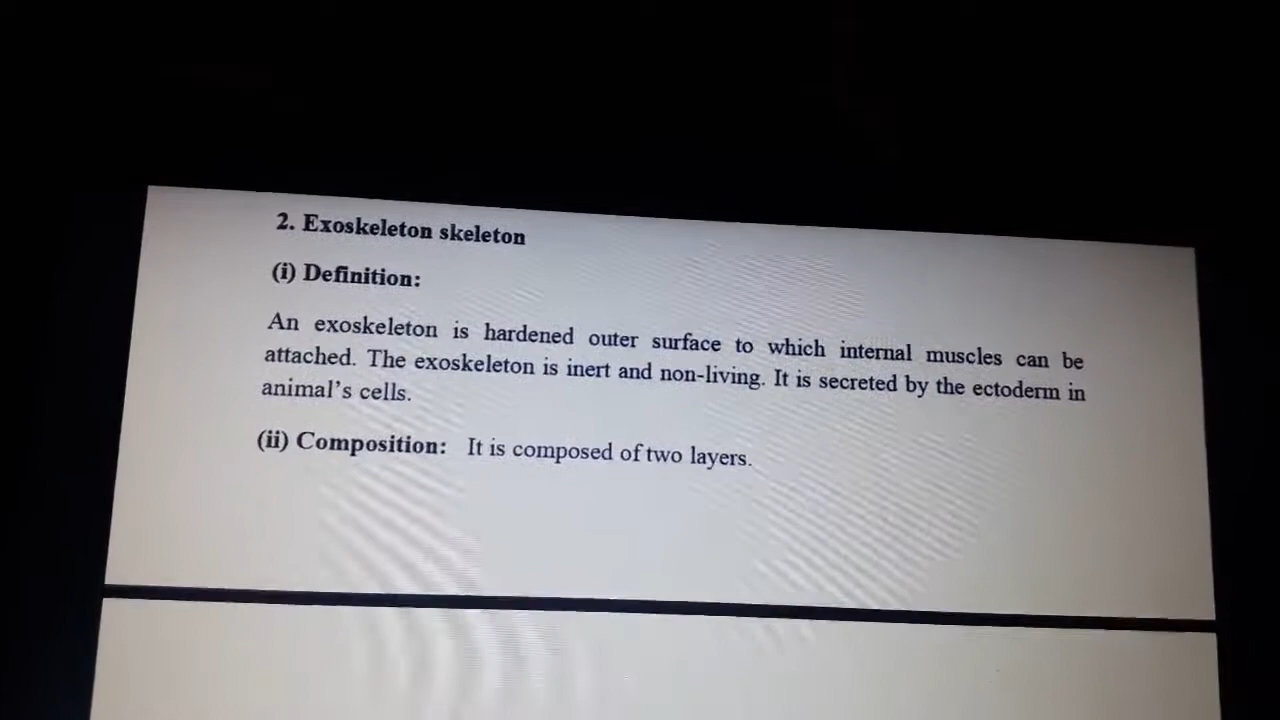 2. Exoskeleton skeleton
(i) Definition:
An exoskeleton is hardened outer surface to which internal muscles can be
attached. The exoskeleton is inert and non-living. It is secreted by the ectoderm in
animal's cells.
(ii) Composition: It is composed of two layers.